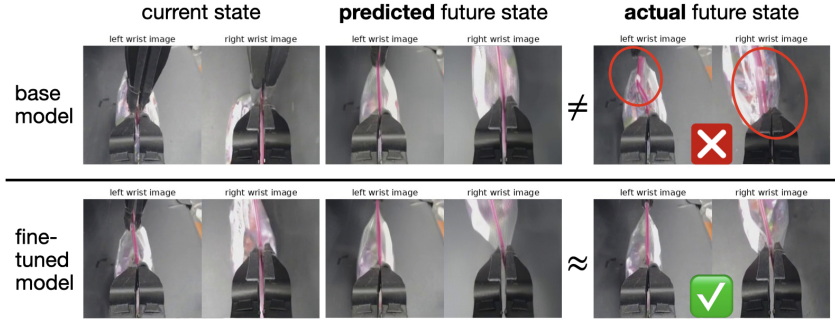 current state predicted future state actual future state
left wrist image right wrist image left wrist image right wrist image left wrist image right wrist image
base
model
≠
left wrist image right wrist image left wrist image right wrist image left wrist image right wrist image
fine-
tuned
model
≈